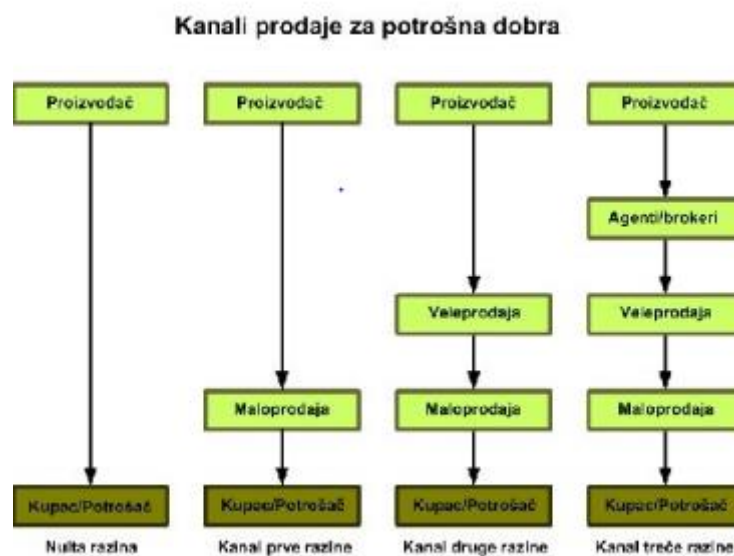 Kanali prodaje za potrošna dobra
Proizvođač Proizvođač Proizvođač Proizvođač
Agenti/brokeri
Veleprodaja Veleprodaja
Maloprodaja Maloprodaja Maloprodaja
Kupac/Potrošač Kupac/Potrošač Kupac/Potrošač Kupac/Potrošač
Nulta razina Kanal prve razine Kanal druge razine Kanal treće razine